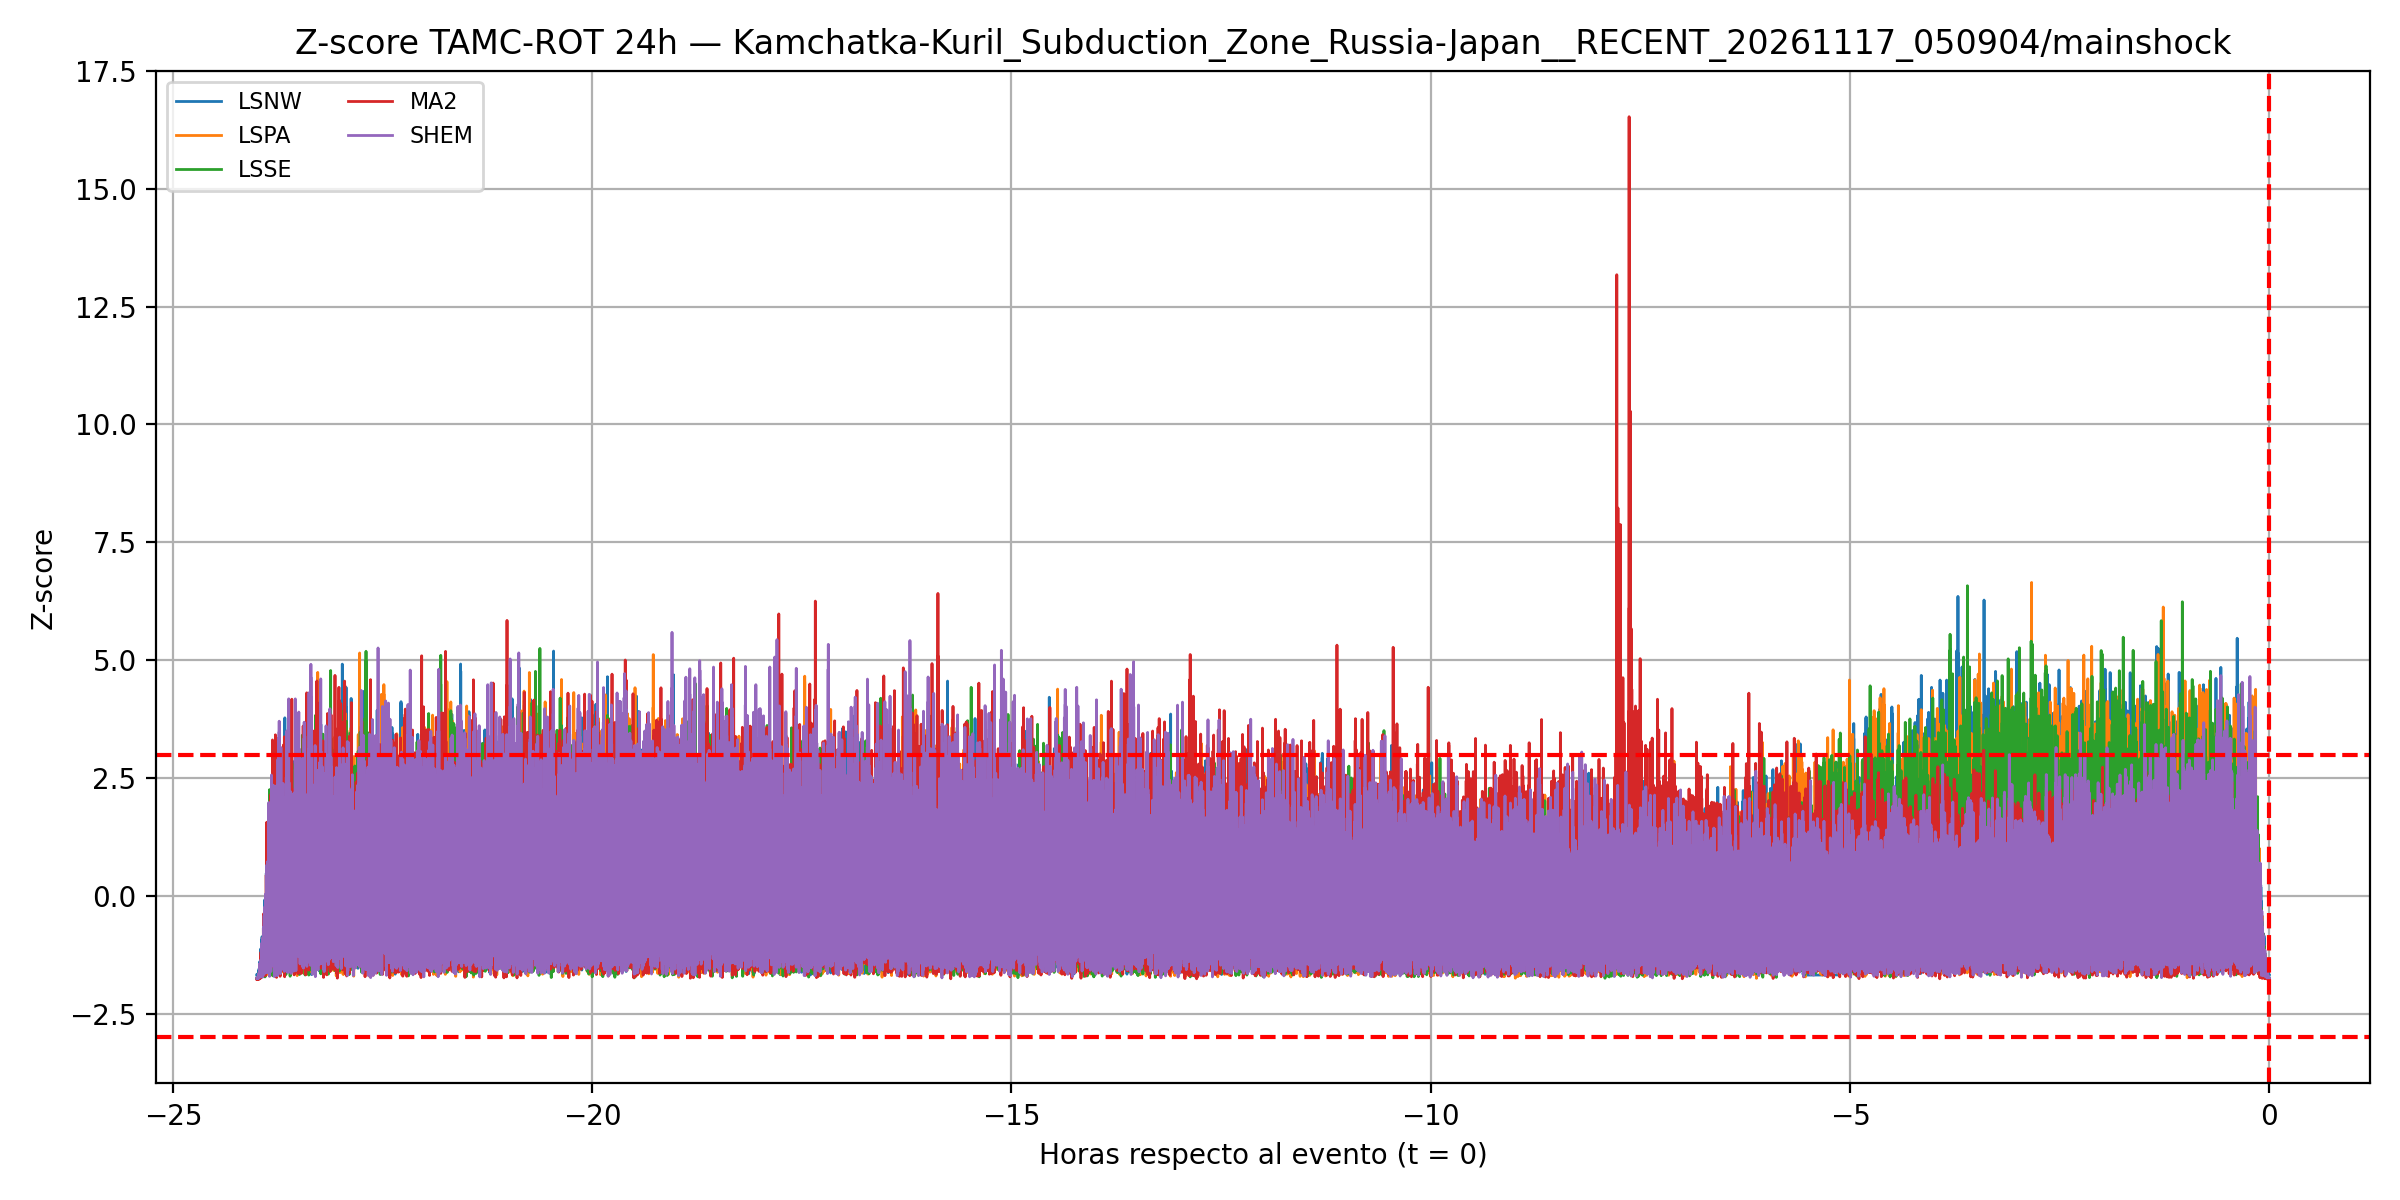 Z-score TAMC-ROT 24h — Kamchatka-Kuril_Subduction_Zone_Russia-Japan__RECENT_20261117_050904/mainshock
17.5
15.0
12.5
10.0
7.5
5.0
2.5
0.0
−2.5
Z-score
LSNW
LSPA
LSSE
MA2
SHEM
−25
−20
−15
−10
−5
0
Horas respecto al evento (t = 0)